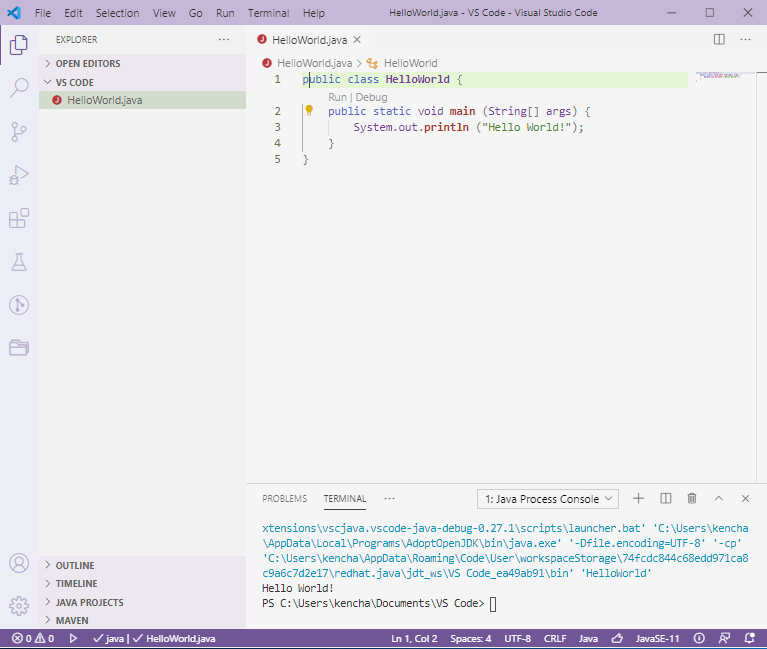 File Edit Selection View Go Run Terminal Help HelloWorld.java - VS Code - Visual Studio Code
EXPLORER
OPEN EDITORS
VS CODE
HelloWorld.java
OUTLINE
TIMELINE
JAVA PROJECTS
MAVEN
HelloWorld.java
HelloWorld.java > HelloWorld
1 public class HelloWorld {
Run | Debug
2 public static void main (String[] args) {
3 System.out.println ("Hello World!");
4 }
5 }
PROBLEMS TERMINAL ... 1: Java Process Console
xtensions\vscjava.vscode-java-debug-0.27.1\scripts\launcher.bat' 'C:\Users\kencha
\AppData\Local\Programs\AdoptOpenJDK\bin\java.exe' '-Dfile.encoding=UTF-8' '-cp'
'C:\Users\kencha\AppData\Roaming\Code\User\workspaceStorage\74fcdc844c68edd971ca8
c9a6c7d2e17\redhat.java\jdt_ws\VS Code_ea49ab91\bin' 'HelloWorld'
Hello World!
PS C:\Users\kencha\Documents\VS Code>
0 0 java | HelloWorld.java Ln 1, Col 2 Spaces: 4 UTF-8 CRLF Java JavaSE-11